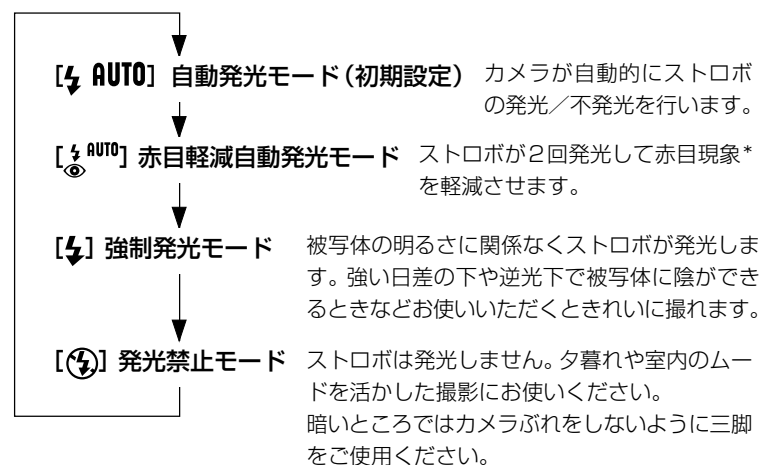 [⚡ AUTO] 自動発光モード(初期設定) カメラが自動的にストロボ
の発光／不発光を行います。
[⚡AUTO] 赤目軽減自動発光モード ストロボが2回発光して赤目現象*
を軽減させます。
[⚡] 強制発光モード 被写体の明るさに関係なくストロボが発光しま
す。強い日差の下や逆光下で被写体に陰ができ
るときなどお使いいただくときれいに撮れます。
[⚡] 発光禁止モード ストロボは発光しません。夕暮れや室内のムー
ドを活かした撮影にお使いください。
暗いところではカメラぶれをしないように三脚
をご使用ください。